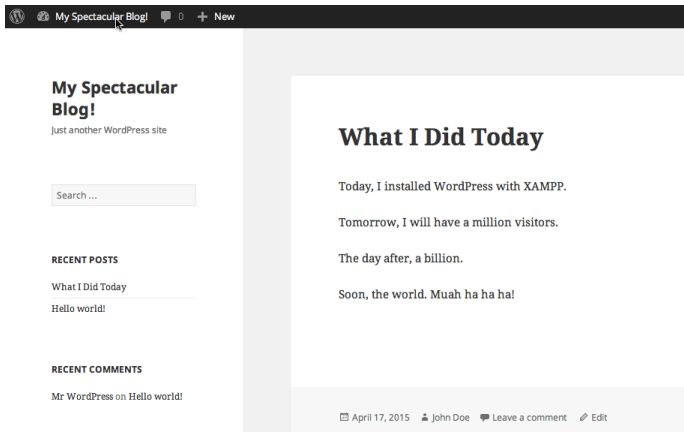 My Spectacular Blog! 0 New
My Spectacular
Blog!
Just another WordPress site
Search ...
RECENT POSTS
What I Did Today
Hello world!
RECENT COMMENTS
Mr WordPress on Hello world!
What I Did Today
Today, I installed WordPress with XAMPP.
Tomorrow, I will have a million visitors.
The day after, a billion.
Soon, the world. Muah ha ha ha!
April 17, 2015 John Doe Leave a comment Edit